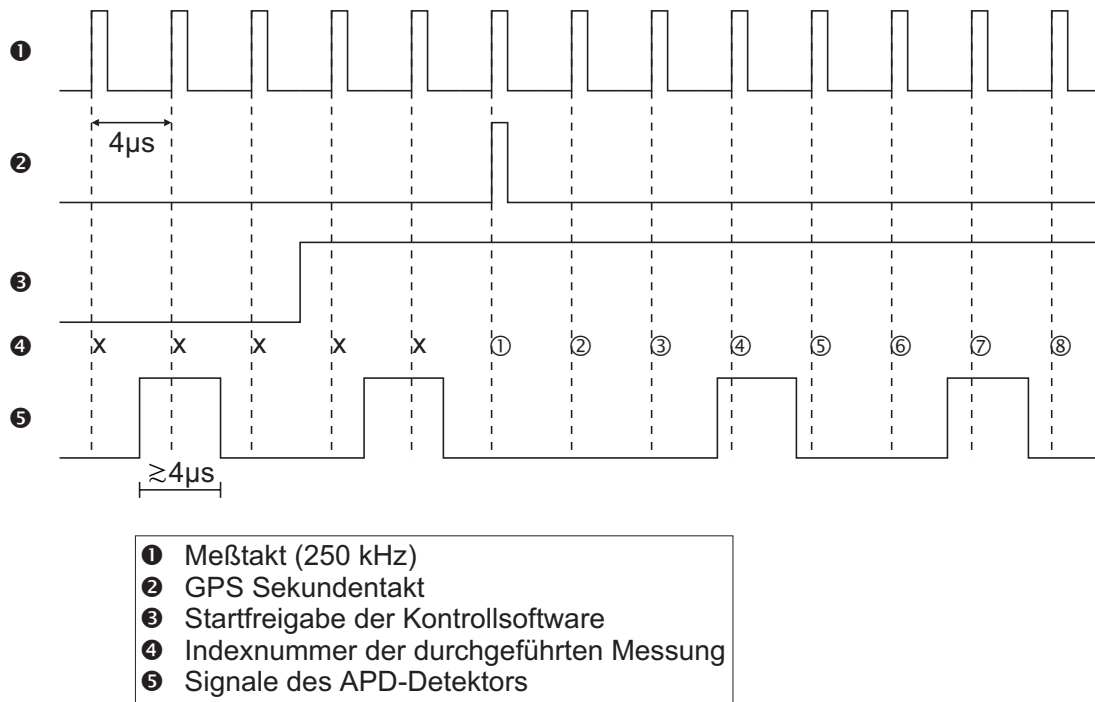 ❶
4µs
❷
❸
❹ x x x x x ① ② ③ ④ ⑤ ⑥ ⑦ ⑧
❺
≳4µs
❶ Meßtakt (250 kHz)
❷ GPS Sekundentakt
❸ Startfreigabe der Kontrollsoftware
❹ Indexnummer der durchgeführten Messung
❺ Signale des APD-Detektors